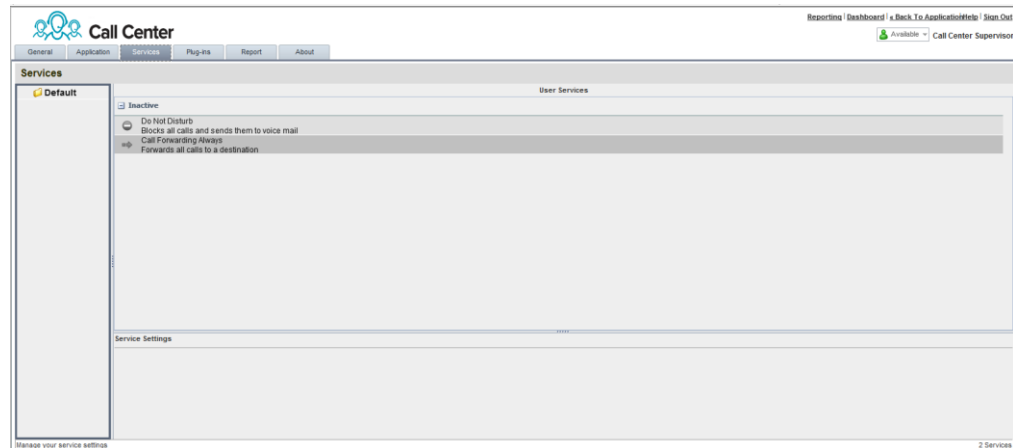 Reporting | Dashboard | « Back To Application Help | Sign Out
Call Center
Available
Call Center Supervisor
General
Application
Services
Plug-ins
Report
About
Services
Default
User Services
Inactive
Do Not Disturb
Blocks all calls and sends them to voice mail
Call Forwarding Always
Forwards all calls to a destination
Service Settings
Manage your service settings
2 Services